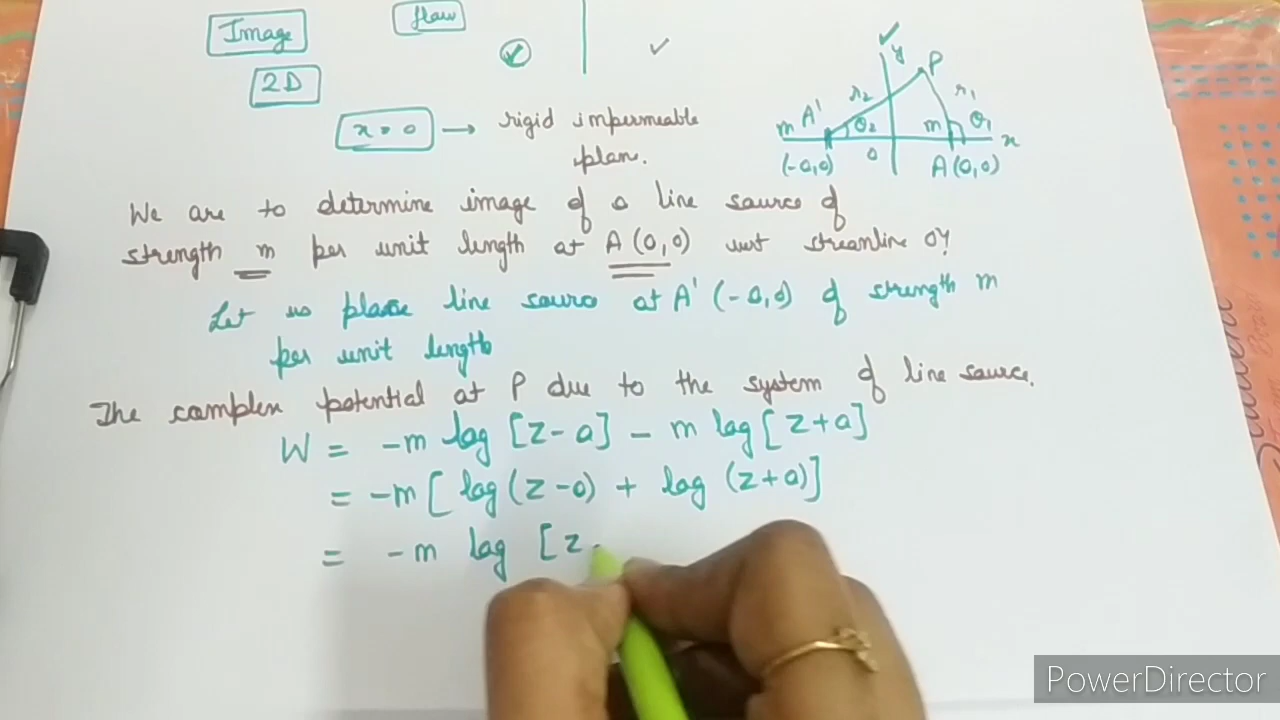 Image
flow
2D
x = 0 → rigid impermeable
plan.
y
P
r2
r1
m A'
θ2
m
θ1
x
(-a,0)
0
A (a,0)
We are to determine image of a line source of
strength m per unit length at A (a,0) wrt streamline OY
Let us place line source at A' (-a,0) of strength m
per unit length
The complex potential at P due to the system of line source.
W = -m log [z-a] - m log [z+a]
= -m [ log (z-a) + log (z+a)]
= -m log [z-
Student
PowerDirector